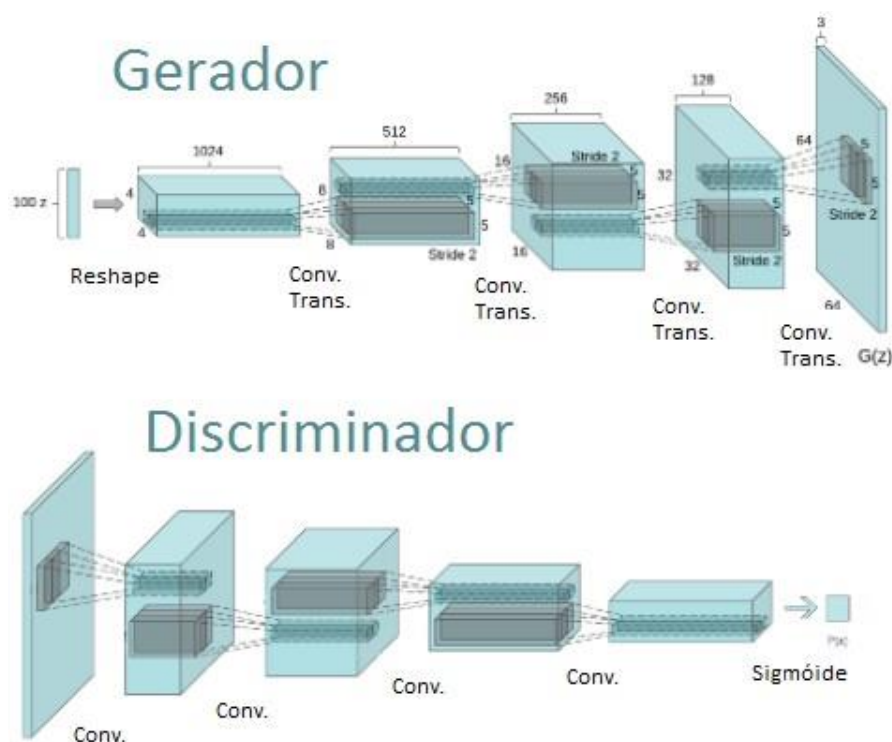 Gerador
3
128
256
512
1024
64
5
5
Stride 2
16
Stride 2
5
5
32
8
5
5
Stride 2
100 z
4
4
8
16
5
5
Stride 2
32
64
Reshape
Conv.
Trans.
Conv.
Trans.
Conv.
Trans.
Conv.
Trans.
G(z)
Discriminador
Conv.
Conv.
Conv.
Conv.
Sigmóide